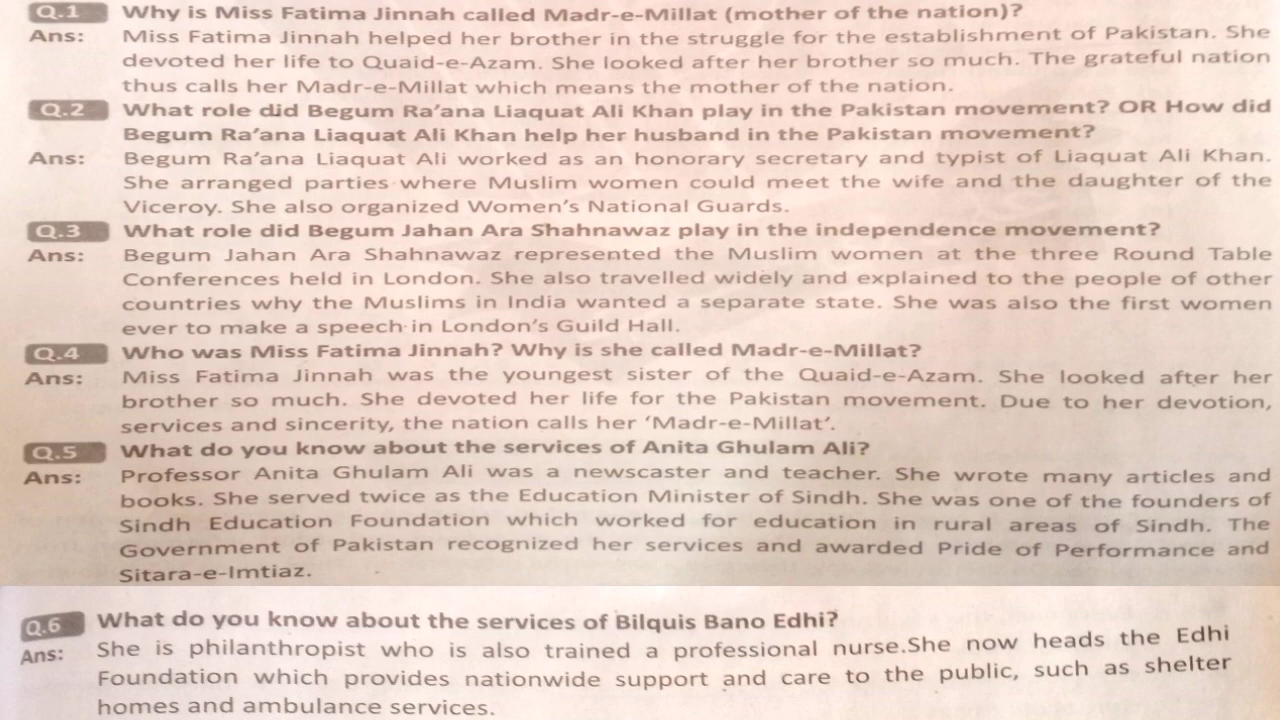 Q.1 Why is Miss Fatima Jinnah called Madr-e-Millat (mother of the nation)?
Ans: Miss Fatima Jinnah helped her brother in the struggle for the establishment of Pakistan. She
devoted her life to Quaid-e-Azam. She looked after her brother so much. The grateful nation
thus calls her Madr-e-Millat which means the mother of the nation.
Q.2 What role did Begum Ra’ana Liaquat Ali Khan play in the Pakistan movement? OR How did
Begum Ra’ana Liaquat Ali Khan help her husband in the Pakistan movement?
Ans: Begum Ra’ana Liaquat Ali worked as an honorary secretary and typist of Liaquat Ali Khan.
She arranged parties where Muslim women could meet the wife and the daughter of the
Viceroy. She also organized Women’s National Guards.
Q.3 What role did Begum Jahan Ara Shahnawaz play in the independence movement?
Ans: Begum Jahan Ara Shahnawaz represented the Muslim women at the three Round Table
Conferences held in London. She also travelled widely and explained to the people of other
countries why the Muslims in India wanted a separate state. She was also the first women
ever to make a speech in London’s Guild Hall.
Q.4 Who was Miss Fatima Jinnah? Why is she called Madr-e-Millat?
Ans: Miss Fatima Jinnah was the youngest sister of the Quaid-e-Azam. She looked after her
brother so much. She devoted her life for the Pakistan movement. Due to her devotion,
services and sincerity, the nation calls her ‘Madr-e-Millat’.
Q.5 What do you know about the services of Anita Ghulam Ali?
Ans: Professor Anita Ghulam Ali was a newscaster and teacher. She wrote many articles and
books. She served twice as the Education Minister of Sindh. She was one of the founders of
Sindh Education Foundation which worked for education in rural areas of Sindh. The
Government of Pakistan recognized her services and awarded Pride of Performance and
Sitara-e-Imtiaz.
Q.6 What do you know about the services of Bilquis Bano Edhi?
Ans: She is philanthropist who is also trained a professional nurse.She now heads the Edhi
Foundation which provides nationwide support and care to the public, such as shelter
homes and ambulance services.